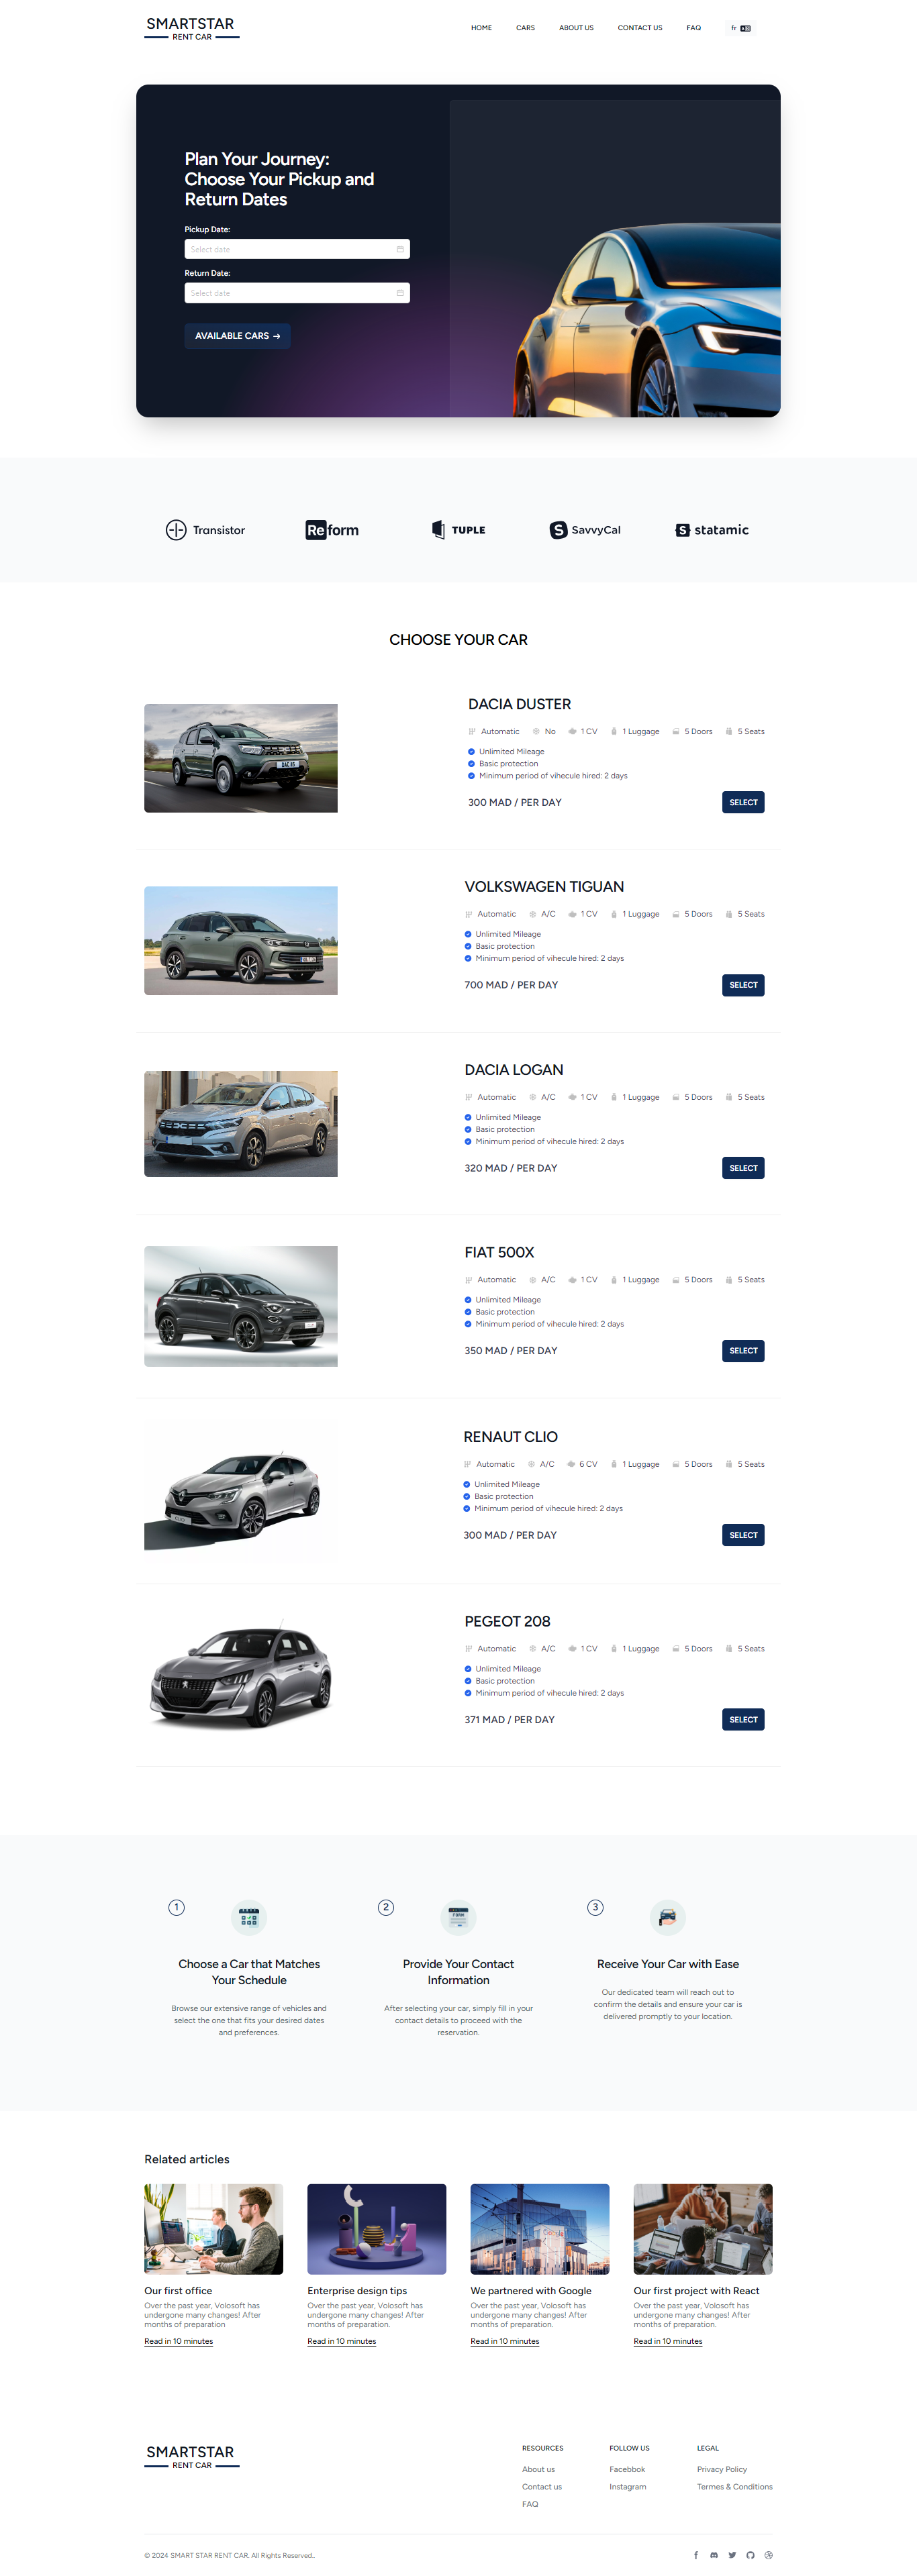 SMARTSTAR
RENT CAR
HOME
CARS
ABOUT US
CONTACT US
FAQ
fr
Plan Your Journey:
Choose Your Pickup and
Return Dates
Pickup Date:
Select date
Return Date:
Select date
AVAILABLE CARS →
Transistor
Reform
TUPLE
SavvyCal
statamic
CHOOSE YOUR CAR
DACIA DUSTER
Automatic No 1 CV 1 Luggage 5 Doors 5 Seats
Unlimited Mileage
Basic protection
Minimum period of vihecule hired: 2 days
300 MAD / PER DAY
SELECT
VOLKSWAGEN TIGUAN
Automatic A/C 1 CV 1 Luggage 5 Doors 5 Seats
Unlimited Mileage
Basic protection
Minimum period of vihecule hired: 2 days
700 MAD / PER DAY
SELECT
DACIA LOGAN
Automatic A/C 1 CV 1 Luggage 5 Doors 5 Seats
Unlimited Mileage
Basic protection
Minimum period of vihecule hired: 2 days
320 MAD / PER DAY
SELECT
FIAT 500X
Automatic A/C 1 CV 1 Luggage 5 Doors 5 Seats
Unlimited Mileage
Basic protection
Minimum period of vihecule hired: 2 days
350 MAD / PER DAY
SELECT
RENAUT CLIO
Automatic A/C 6 CV 1 Luggage 5 Doors 5 Seats
Unlimited Mileage
Basic protection
Minimum period of vihecule hired: 2 days
300 MAD / PER DAY
SELECT
PEGEOT 208
Automatic A/C 1 CV 1 Luggage 5 Doors 5 Seats
Unlimited Mileage
Basic protection
Minimum period of vihecule hired: 2 days
371 MAD / PER DAY
SELECT
1
Choose a Car that Matches
Your Schedule
Browse our extensive range of vehicles and
select the one that fits your desired dates
and preferences.
2
Provide Your Contact
Information
After selecting your car, simply fill in your
contact details to proceed with the
reservation.
3
Receive Your Car with Ease
Our dedicated team will reach out to
confirm the details and ensure your car is
delivered promptly to your location.
Related articles
Our first office
Over the past year, Volosoft has
undergone many changes! After
months of preparation
Read in 10 minutes
Enterprise design tips
Over the past year, Volosoft has
undergone many changes! After
months of preparation.
Read in 10 minutes
Google
We partnered with Google
Over the past year, Volosoft has
undergone many changes! After
months of preparation.
Read in 10 minutes
Our first project with React
Over the past year, Volosoft has
undergone many changes! After
months of preparation.
Read in 10 minutes
SMARTSTAR
RENT CAR
RESOURCES
About us
Contact us
FAQ
FOLLOW US
Facebbok
Instagram
LEGAL
Privacy Policy
Termes & Conditions
© 2024 SMART STAR RENT CAR. All Rights Reserved..